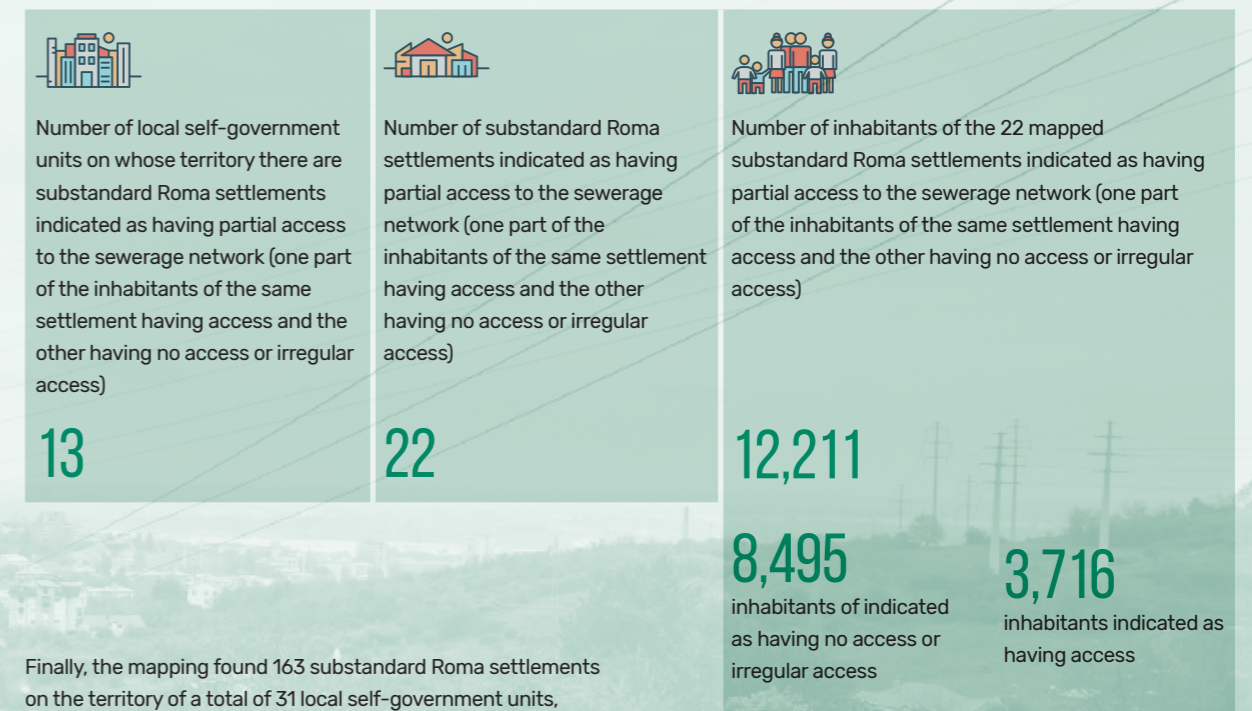 Number of local self-government
units on whose territory there are
substandard Roma settlements
indicated as having partial access
to the sewerage network (one part
of the inhabitants of the same
settlement having access and the
other having no access or irregular
access)
13
Number of substandard Roma
settlements indicated as having
partial access to the sewerage
network (one part of the
inhabitants of the same settlement
having access and the other
having no access or irregular
access)
22
Number of inhabitants of the 22 mapped
substandard Roma settlements indicated as having
partial access to the sewerage network (one part
of the inhabitants of the same settlement having
access and the other having no access or irregular
access)
12,211
8,495
inhabitants of indicated
as having no access or
irregular access
3,716
inhabitants indicated as
having access
Finally, the mapping found 163 substandard Roma settlements
on the territory of a total of 31 local self-government units,